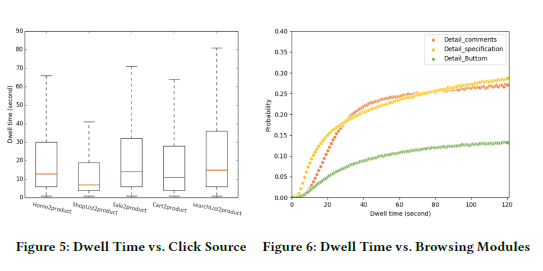 90
80
70
60
50
40
30
20
10
0
Dwell time (second)
Home2product
ShopList2product
Sale2product
Cart2product
searchList2product
0.40
0.35
0.30
0.25
0.20
0.15
0.10
0.05
0.00
Probability
Detail_comments
Detail_specification
Detail_Buttom
0 20 40 60 80 100 120
Dwell time (second)
Figure 5: Dwell Time vs. Click Source
Figure 6: Dwell Time vs. Browsing Modules